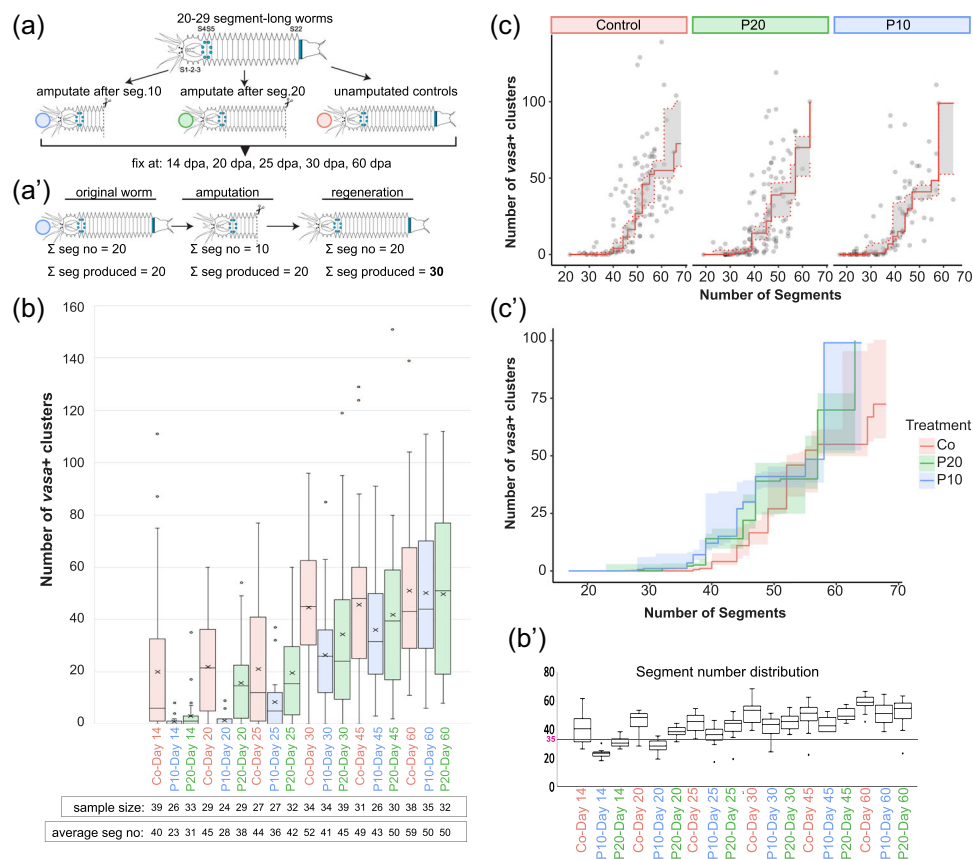 (a)
20-29 segment-long worms
S4S5
S22
S1-2-3
amputate after seg.10
amputate after seg.20
unamputated controls
fix at: 14 dpa, 20 dpa, 25 dpa, 30 dpa, 60 dpa
(a')
original worm
amputation
regeneration
Σ seg no = 20
Σ seg no = 10
Σ seg no = 20
Σ seg produced = 20
Σ seg produced = 20
Σ seg produced = 30
(b)
Number of vasa+ clusters
160
140
120
100
80
60
40
20
0
Co-Day 14
P10-Day 14
P20-Day 14
Co-Day 20
P10-Day 20
P20-Day 20
Co-Day 25
P10-Day 25
P20-Day 25
Co-Day 30
P10-Day 30
P20-Day 30
Co-Day 45
P10-Day 45
P20-Day 45
Co-Day 60
P10-Day 60
P20-Day 60
sample size: 39 26 33 29 24 29 27 27 32 34 34 39 31 26 30 38 35 32
average seg no: 40 23 31 45 28 38 44 36 42 52 41 45 49 43 50 59 50 50
(c)
Control
P20
P10
Number of vasa+ clusters
100
50
0
20 30 40 50 60 70
20 30 40 50 60 70
20 30 40 50 60 70
Number of Segments
(c')
Number of vasa+ clusters
100
75
50
25
0
20 30 40 50 60 70
Number of Segments
Treatment
Co
P20
P10
(b')
Segment number distribution
80
60
40
35
20
0
Co-Day 14
P10-Day 14
P20-Day 14
Co-Day 20
P10-Day 20
P20-Day 20
Co-Day 25
P10-Day 25
P20-Day 25
Co-Day 30
P10-Day 30
P20-Day 30
Co-Day 45
P10-Day 45
P20-Day 45
Co-Day 60
P10-Day 60
P20-Day 60